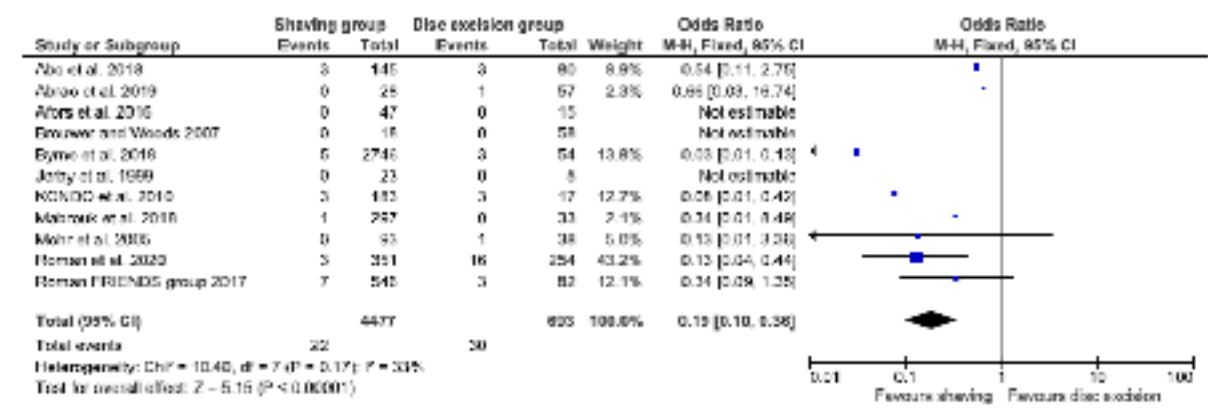 Shaving group Disc excision group Odds Ratio Odds Ratio
Study or Subgroup Events Total Events Total Weight M-H, Fixed, 95% CI M-H, Fixed, 95% CI
Abo et al. 2018 3 145 3 80 8.9% 0.54 [0.11, 2.75]
Abrao et al. 2019 0 28 1 57 2.3% 0.66 [0.03, 16.74]
Afors et al. 2016 0 47 0 15 Not estimable
Brouwer and Woods 2007 0 18 0 58 Not estimable
Byrne et al. 2018 5 2746 3 54 13.8% 0.03 [0.01, 0.13]
Jerby et al. 1999 0 23 0 Not estimable
KONDO et al. 2010 3 183 3 17 12.7% 0.08 [0.01, 0.42]
Mabrouk et al. 2018 1 297 0 33 2.1% 0.34 [0.01, 8.49]
Mohr et al. 2005 0 93 1 38 5.0% 0.13 [0.01, 3.36]
Roman et al. 2020 3 351 16 254 43.2% 0.13 [0.04, 0.44]
Roman FRIENDS group 2017 7 546 3 82 12.1% 0.34 [0.09, 1.35]
Total (95% CI) 4477 693 100.0% 0.19 [0.10, 0.36]
Total events 22 30
Heterogeneity: Chi² = 10.40, df = 7 (P = 0.17); I² = 33%
Test for overall effect: Z = 5.15 (P < 0.00001)
0.01 0.1 1 10 100
Favours shaving Favours disc excision